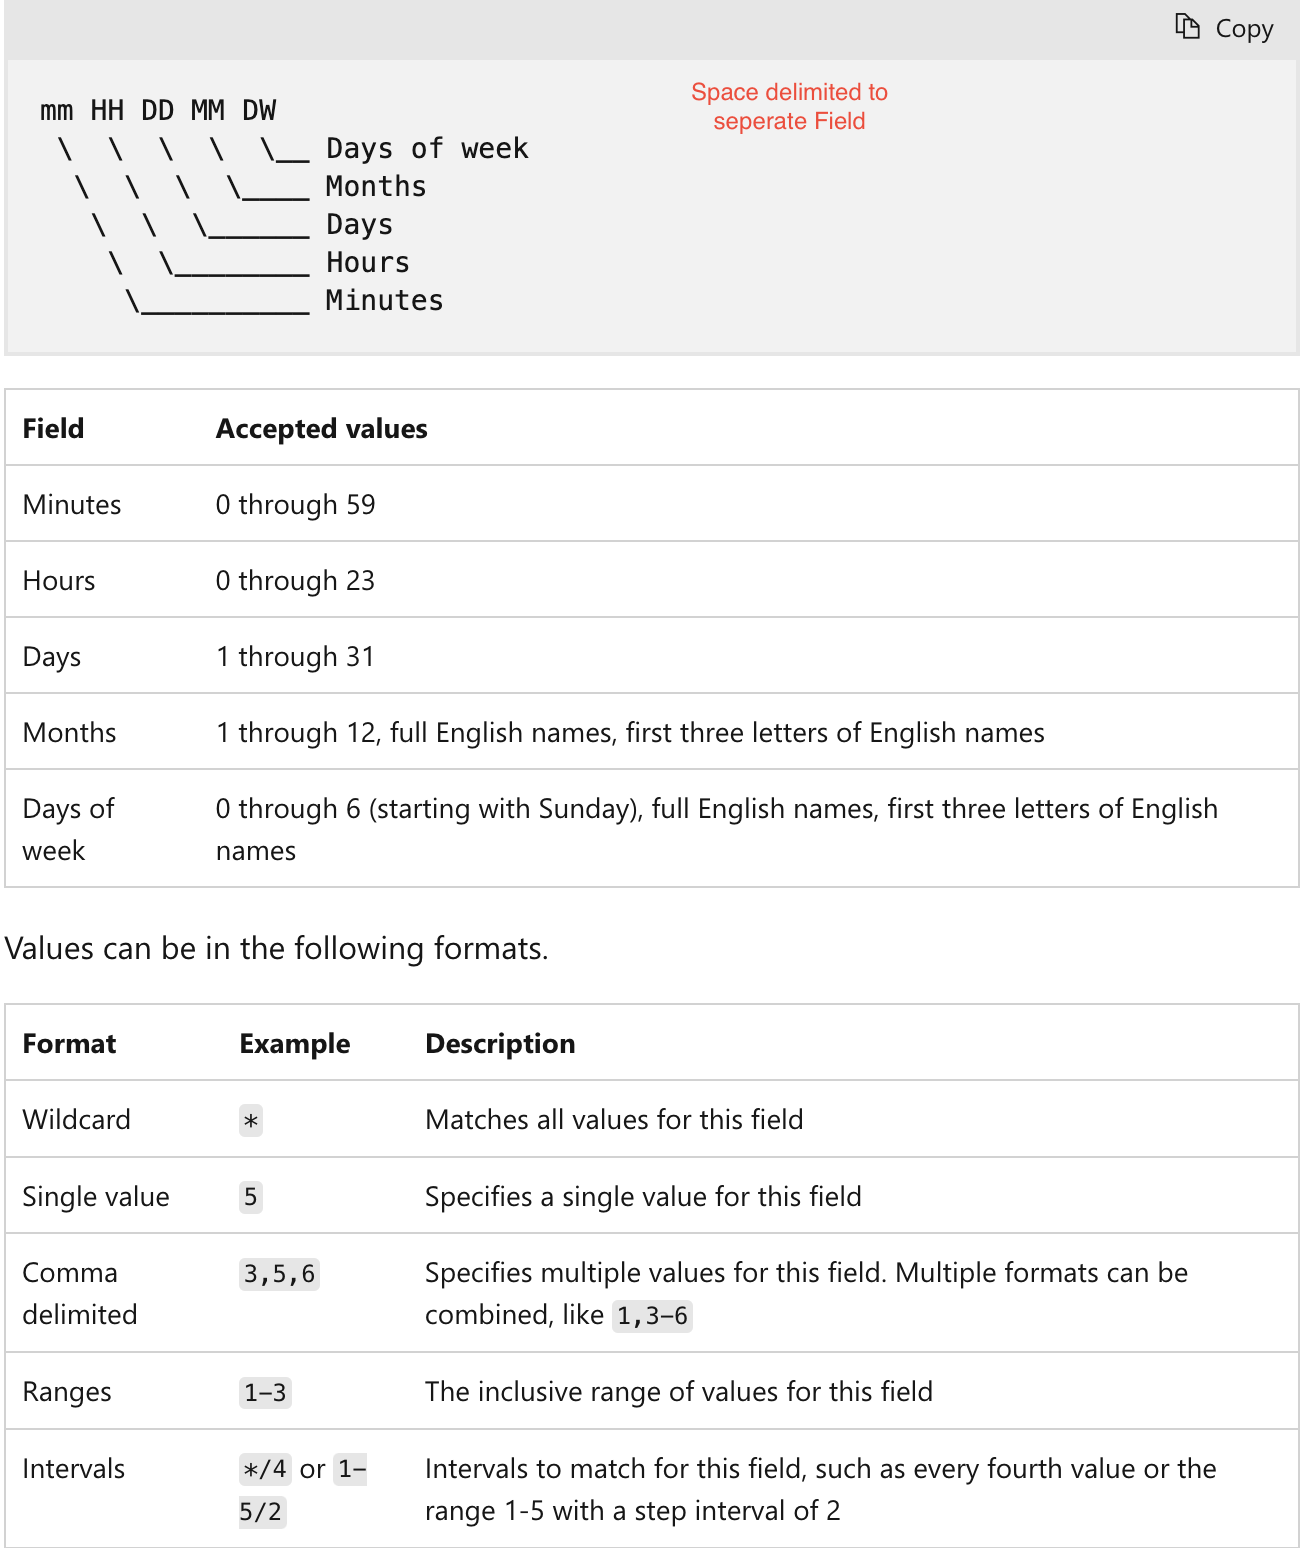 Copy
Space delimited to
seperate Field
mm HH DD MM DW
 \  \  \  \  \__ Days of week
  \  \  \  \____ Months
   \  \  \______ Days
    \  \________ Hours
     \__________ Minutes
Field Accepted values
Minutes 0 through 59
Hours 0 through 23
Days 1 through 31
Months 1 through 12, full English names, first three letters of English names
Days of week 0 through 6 (starting with Sunday), full English names, first three letters of English
names
Values can be in the following formats.
Format Example Description
Wildcard * Matches all values for this field
Single value 5 Specifies a single value for this field
Comma delimited 3,5,6 Specifies multiple values for this field. Multiple formats can be
combined, like 1,3-6
Ranges 1-3 The inclusive range of values for this field
Intervals */4 or 1-5/2 Intervals to match for this field, such as every fourth value or the
range 1-5 with a step interval of 2